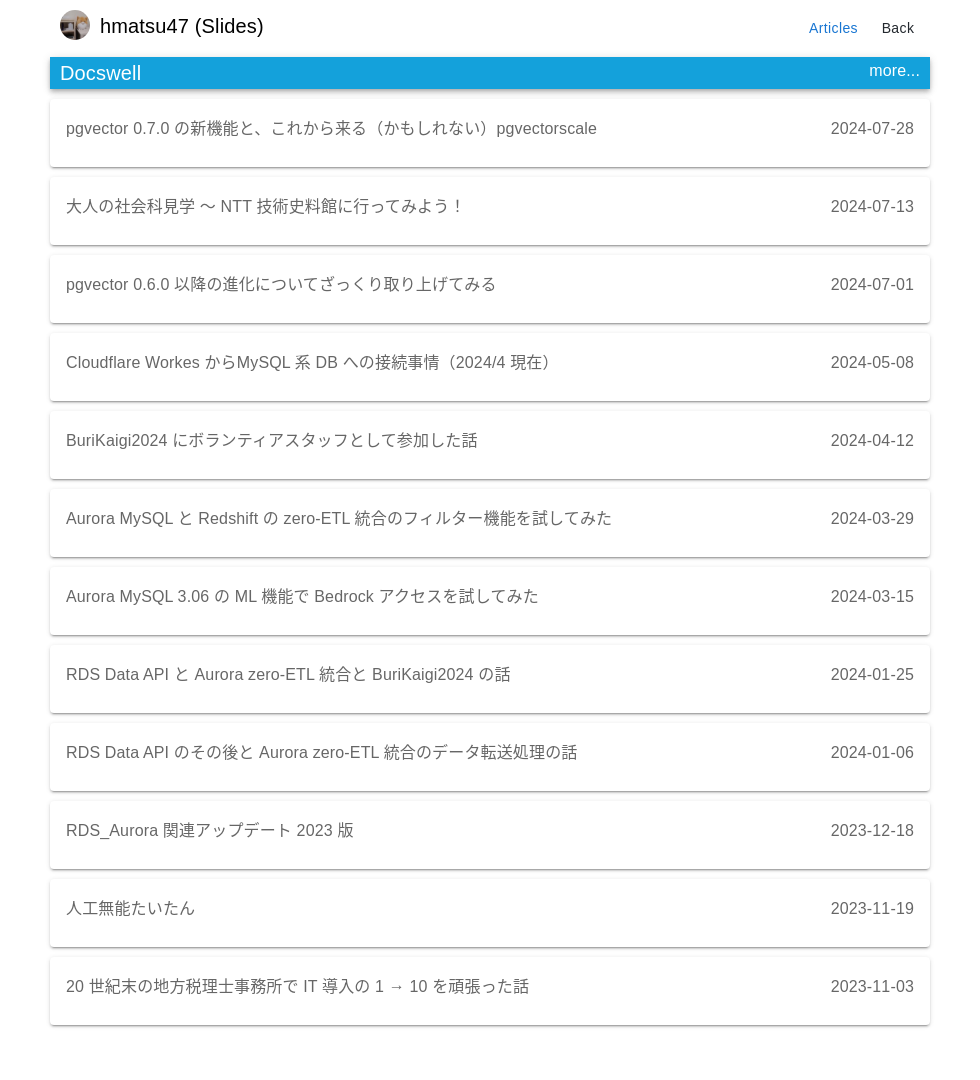 hmatsu47 (Slides)
Articles
Back
Docswell
more...
pgvector 0.7.0 の新機能と、これから来る（かもしれない）pgvectorscale 2024-07-28
大人の社会科見学 〜 NTT 技術史料館に行ってみよう！ 2024-07-13
pgvector 0.6.0 以降の進化についてざっくり取り上げてみる 2024-07-01
Cloudflare Workes からMySQL 系 DB への接続事情（2024/4 現在） 2024-05-08
BuriKaigi2024 にボランティアスタッフとして参加した話 2024-04-12
Aurora MySQL と Redshift の zero-ETL 統合のフィルター機能を試してみた 2024-03-29
Aurora MySQL 3.06 の ML 機能で Bedrock アクセスを試してみた 2024-03-15
RDS Data API と Aurora zero-ETL 統合と BuriKaigi2024 の話 2024-01-25
RDS Data API のその後と Aurora zero-ETL 統合のデータ転送処理の話 2024-01-06
RDS_Aurora 関連アップデート 2023 版 2023-12-18
人工無能たいたん 2023-11-19
20 世紀末の地方税理士事務所で IT 導入の 1 → 10 を頑張った話 2023-11-03